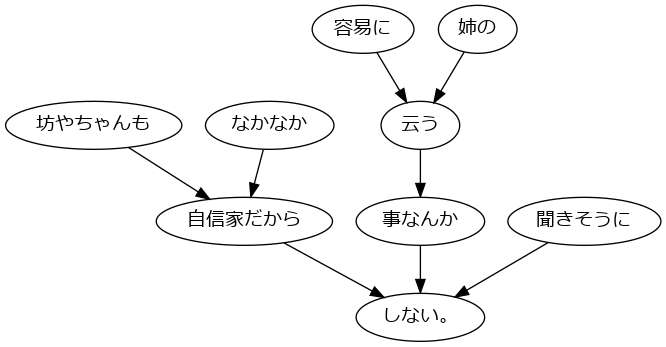 容易に 姉の
坊やちゃんも なかなか 云う
自信家だから 事なんか 聞きそうに
しない。